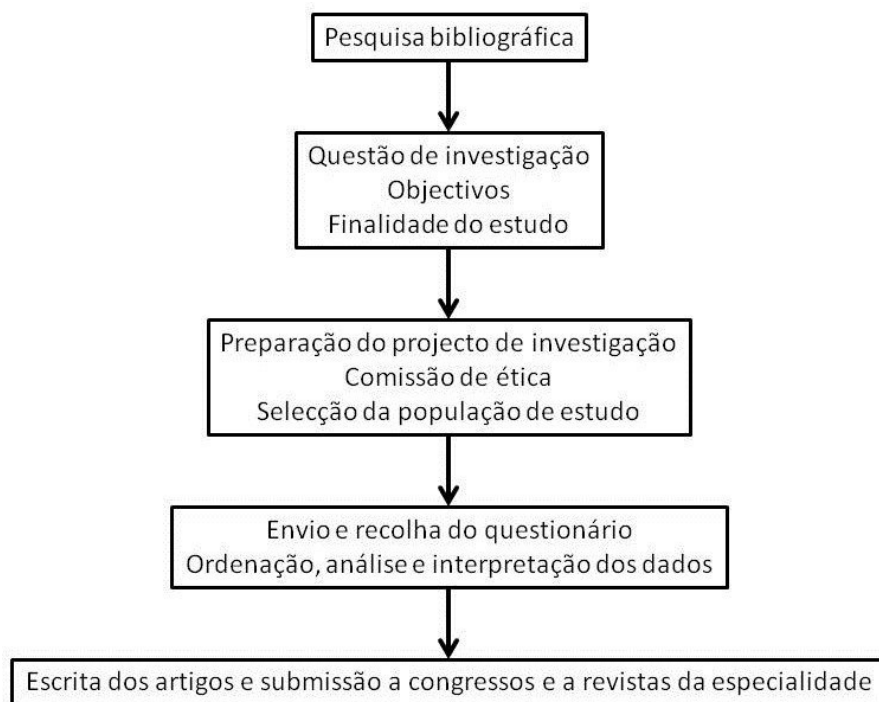 Pesquisa bibliográfica
Questão de investigação
Objectivos
Finalidade do estudo
Preparação do projecto de investigação
Comissão de ética
Selecção da população de estudo
Envio e recolha do questionário
Ordenação, análise e interpretação dos dados
Escrita dos artigos e submissão a congressos e a revistas da especialidade